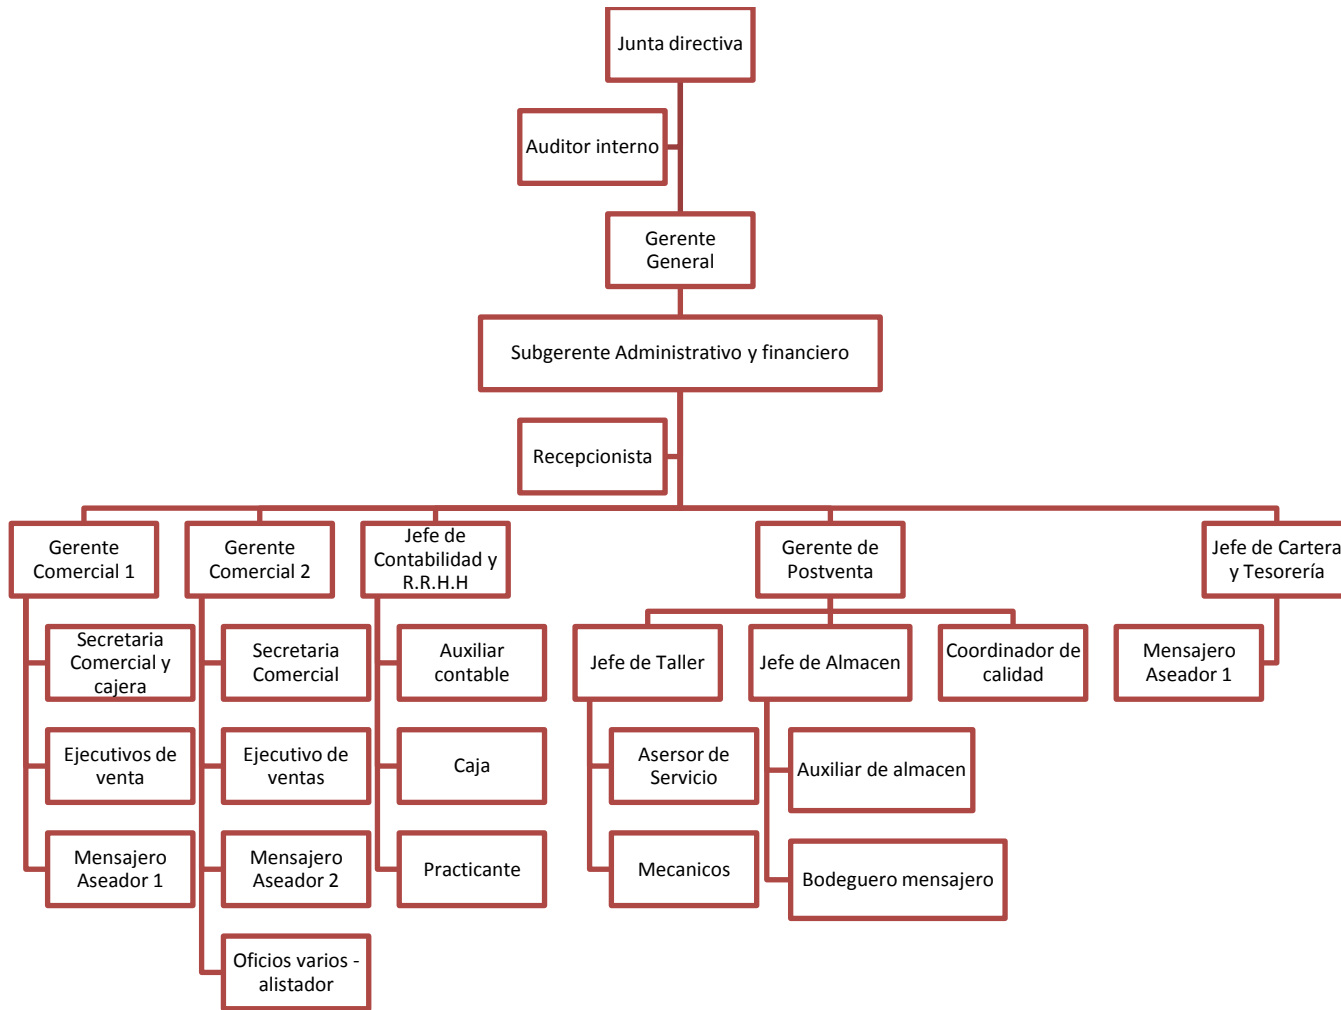 Junta directiva
Auditor interno
Gerente
General
Subgerente Administrativo y financiero
Recepcionista
Gerente
Comercial 1
Gerente
Comercial 2
Jefe de
Contabilidad y
R.R.H.H
Gerente de
Postventa
Jefe de Cartera
y Tesorería
Secretaria
Comercial y
cajera
Secretaria
Comercial
Auxiliar
contable
Jefe de Taller
Jefe de Almacen
Coordinador de
calidad
Mensajero
Aseador 1
Ejecutivos de
venta
Ejecutivo de
ventas
Caja
Asersor de
Servicio
Auxiliar de almacen
Mensajero
Aseador 1
Mensajero
Aseador 2
Practicante
Mecanicos
Bodeguero mensajero
Oficios varios -
alistador